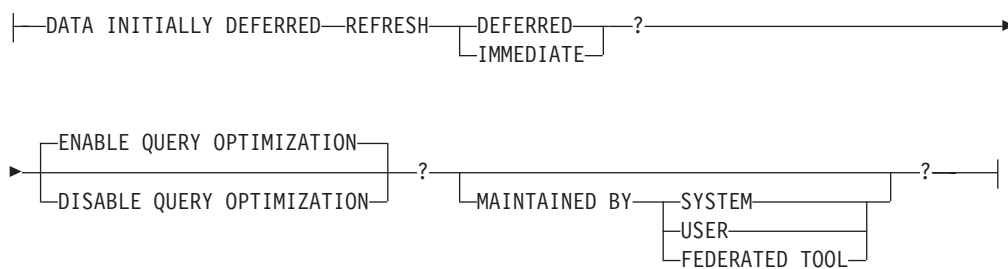 DATA INITIALLY DEFERRED REFRESH DEFERRED ?
IMMEDIATE
ENABLE QUERY OPTIMIZATION
? ?
DISABLE QUERY OPTIMIZATION MAINTAINED BY SYSTEM
USER
FEDERATED TOOL